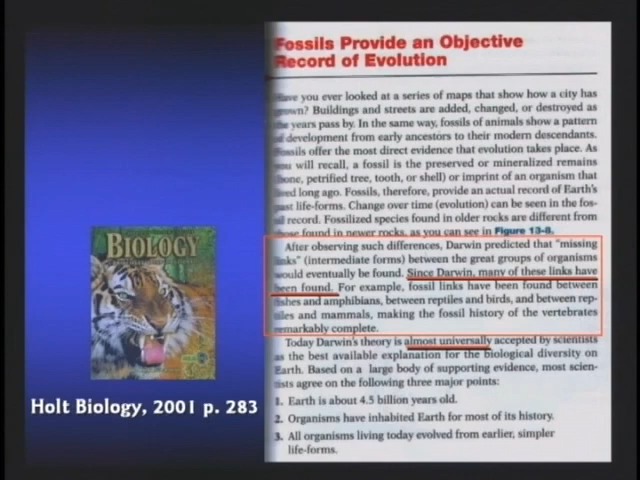 Fossils Provide an Objective
Record of Evolution
you ever looked at a series of maps that show how a city has
Buildings and streets are added, changed, or destroyed as
years pass by. In the same way, fossils of animals show a pattern
development from early ancestors to their modern descendants.
Fossils offer the most direct evidence that evolution takes place. As
you will recall, a fossil is the preserved or mineralized remains
(bone, petrified tree, tooth, or shell) or imprint of an organism that
lived long ago. Fossils, therefore, provide an actual record of Earth's
past life-forms. Change over time (evolution) can be seen in the fos-
sil record. Fossilized species found in older rocks are different from
those found in newer rocks, as you can see in Figure 13-8.
After observing such differences, Darwin predicted that "missing
links" (intermediate forms) between the great groups of organisms
would eventually be found. Since Darwin, many of these links have
been found. For example, fossil links have been found between
fishes and amphibians, between reptiles and birds, and between rep-
tiles and mammals, making the fossil history of the vertebrates
remarkably complete.
Today Darwin's theory is almost universally accepted by scientists
as the best available explanation for the biological diversity on
Earth. Based on a large body of supporting evidence, most scien-
tists agree on the following three major points:
1. Earth is about 4.5 billion years old.
2. Organisms have inhabited Earth for most of its history.
3. All organisms living today evolved from earlier, simpler
life-forms.
BIOLOGY
Holt Biology, 2001 p. 283